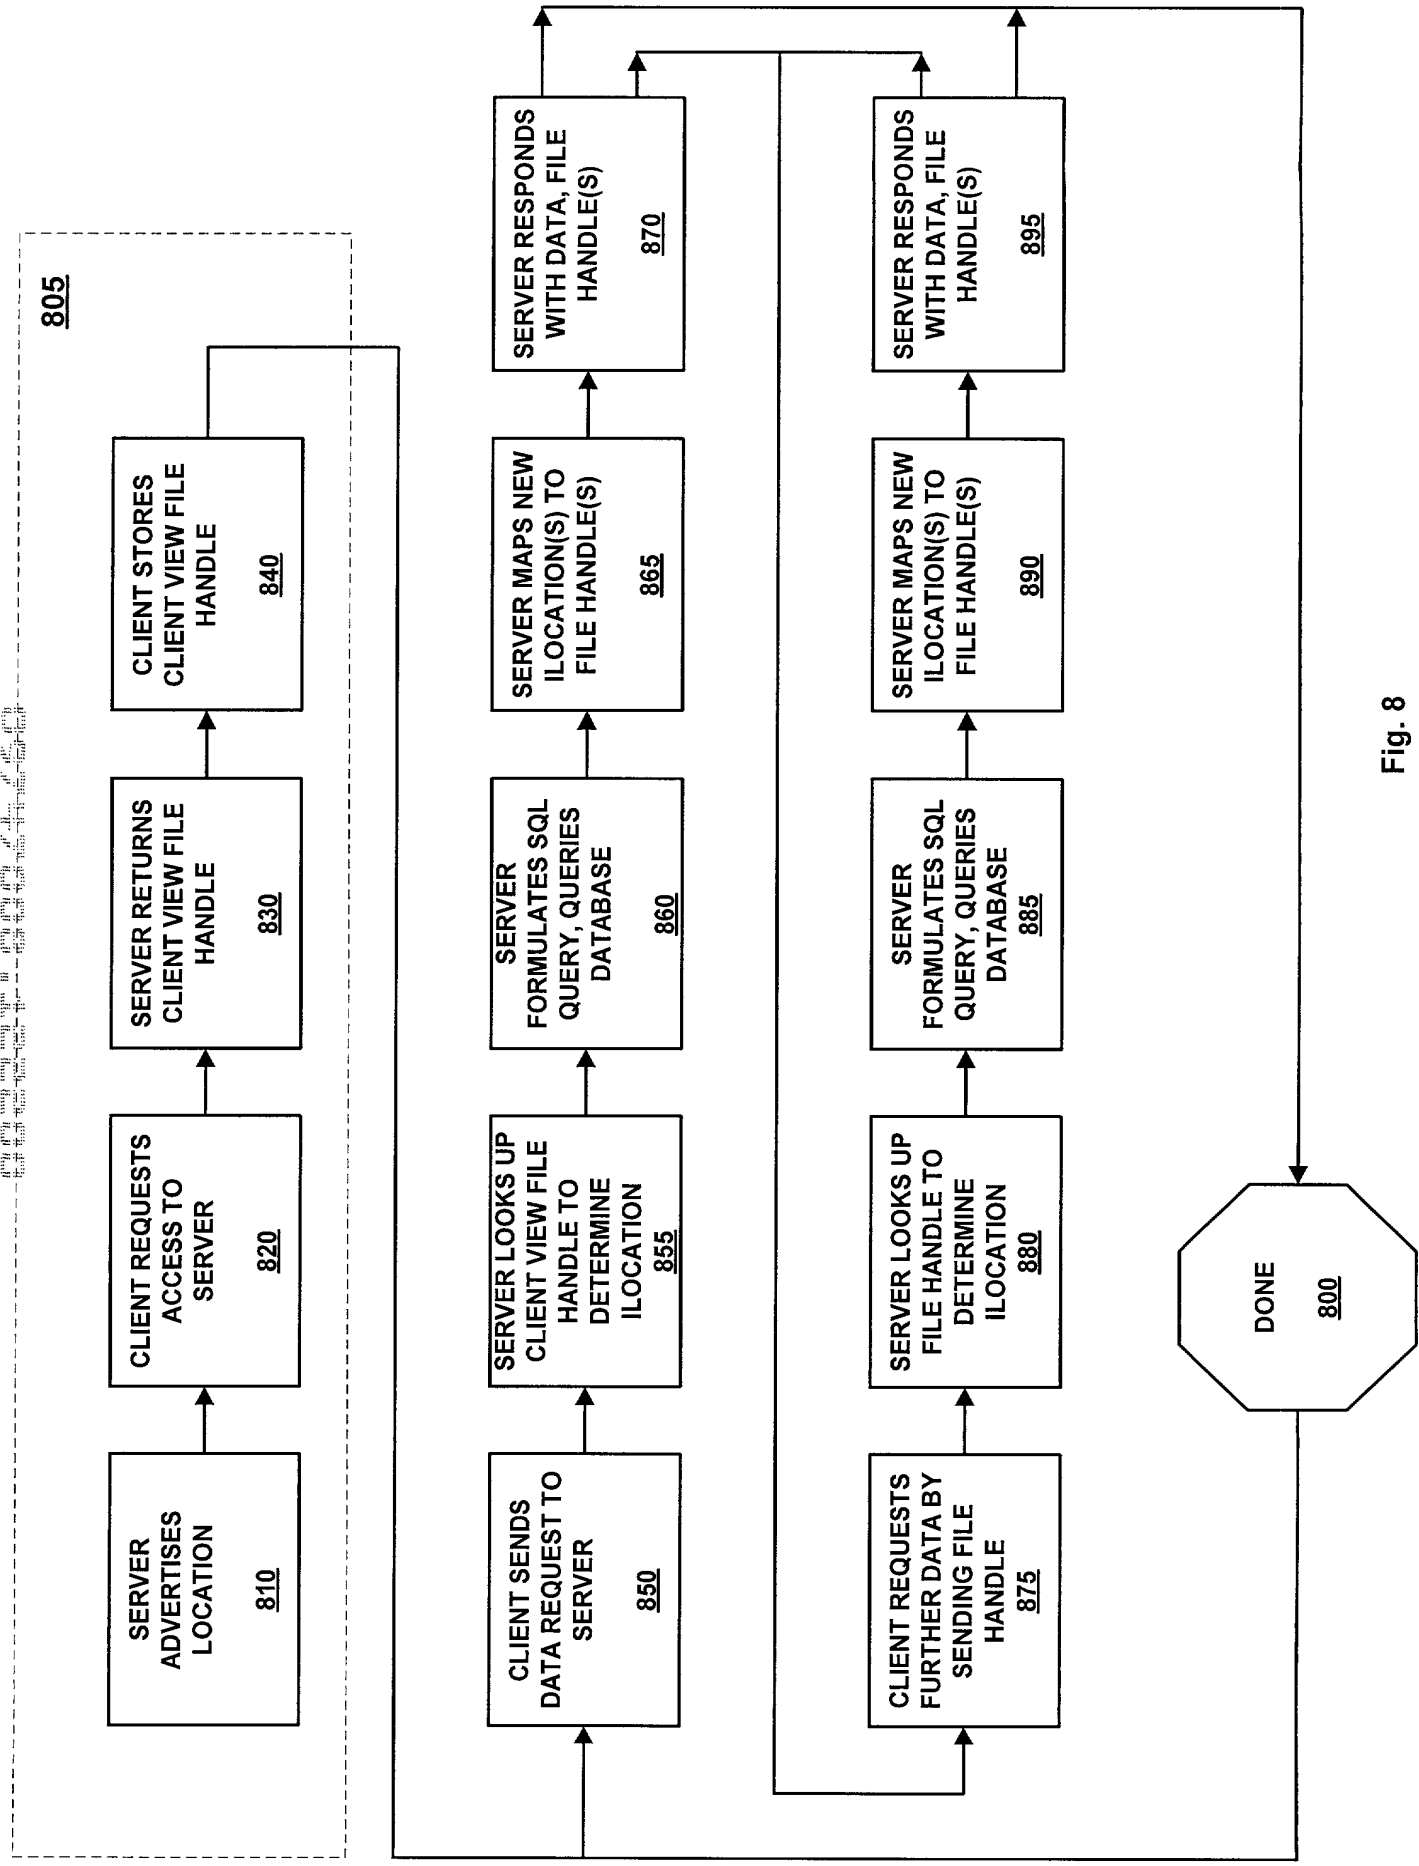 805
SERVER
ADVERTISES
LOCATION
810
CLIENT REQUESTS
ACCESS TO
SERVER
820
SERVER RETURNS
CLIENT VIEW FILE
HANDLE
830
CLIENT STORES
CLIENT VIEW FILE
HANDLE
840
CLIENT SENDS
DATA REQUEST TO
SERVER
850
SERVER LOOKS UP
CLIENT VIEW FILE
HANDLE TO
DETERMINE
ILOCATION
855
SERVER
FORMULATES SQL
QUERY, QUERIES
DATABASE
860
SERVER MAPS NEW
ILOCATION(S) TO
FILE HANDLE(S)
865
SERVER RESPONDS
WITH DATA, FILE
HANDLE(S)
870
CLIENT REQUESTS
FURTHER DATA BY
SENDING FILE
HANDLE
875
SERVER LOOKS UP
FILE HANDLE TO
DETERMINE
ILOCATION
880
SERVER
FORMULATES SQL
QUERY, QUERIES
DATABASE
885
SERVER MAPS NEW
ILOCATION(S) TO
FILE HANDLE(S)
890
SERVER RESPONDS
WITH DATA, FILE
HANDLE(S)
895
DONE
800
Fig. 8